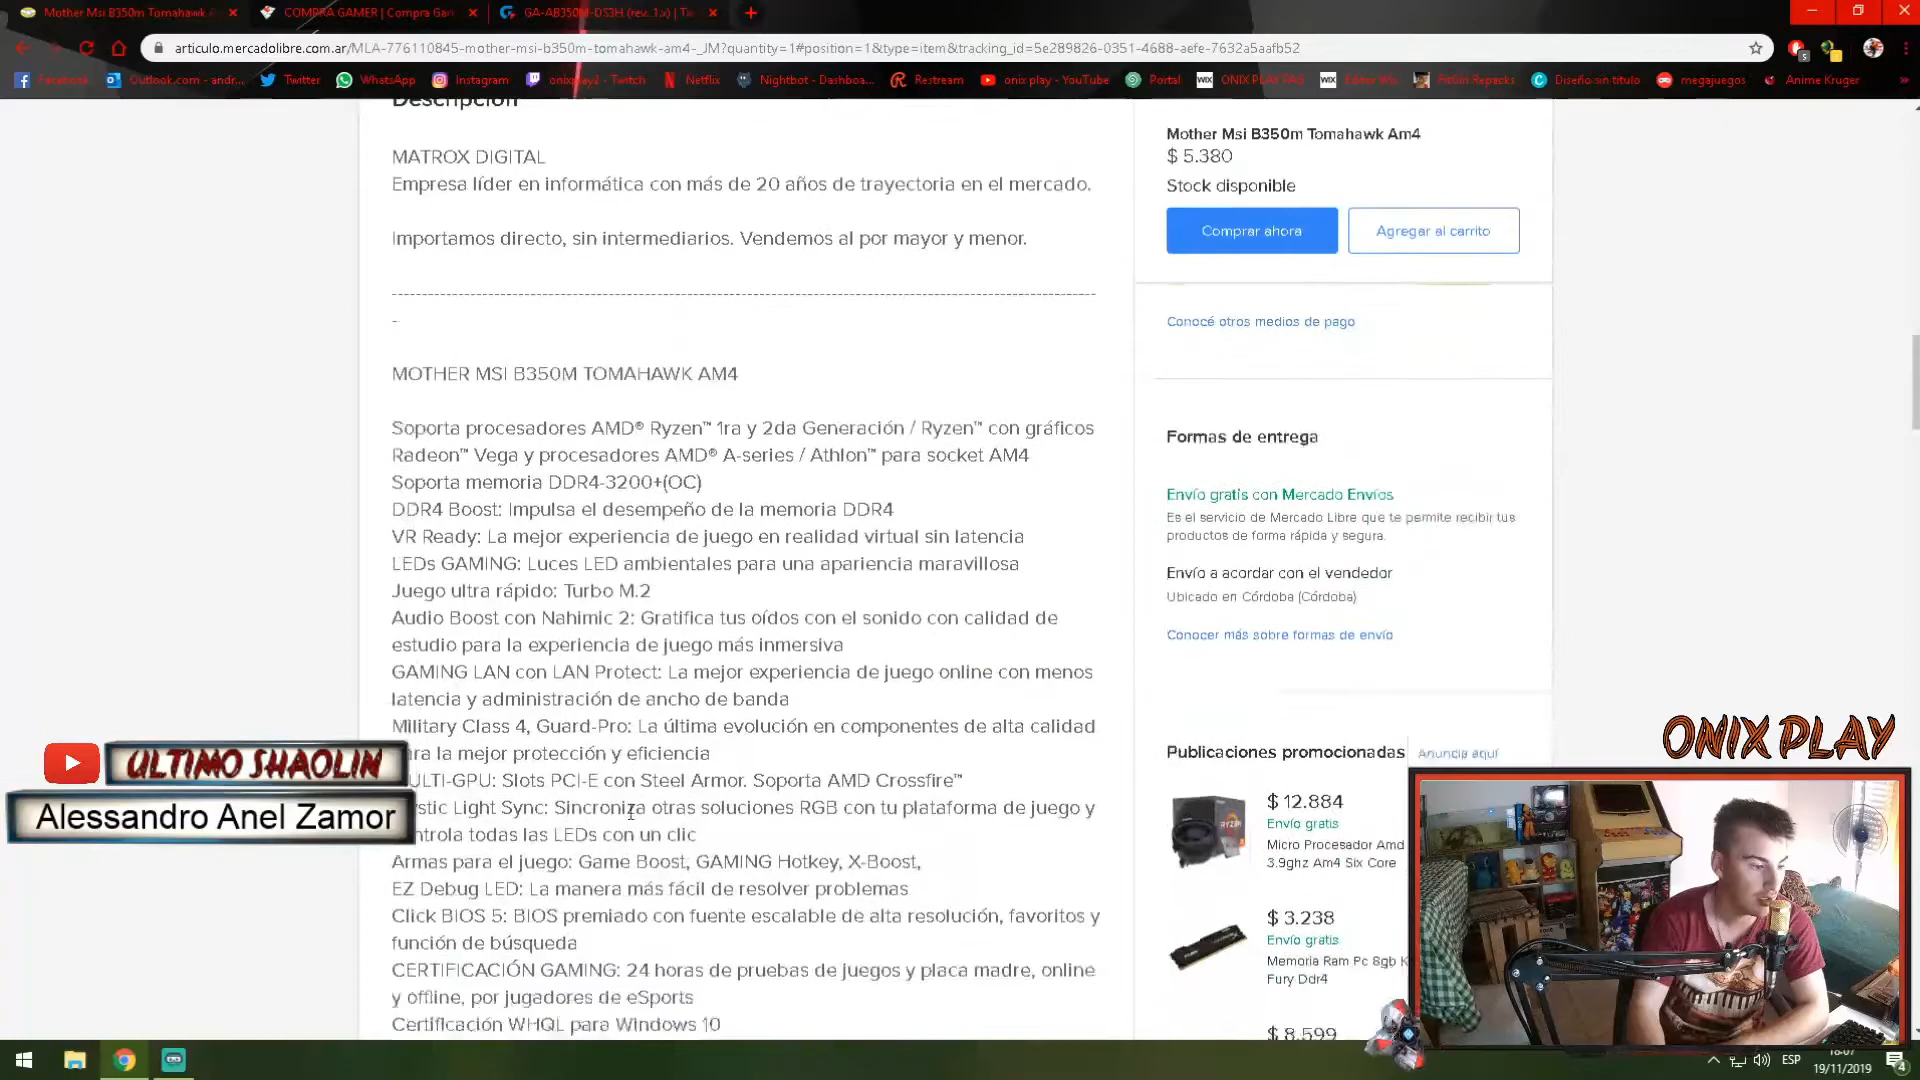 Mother Msi B350m Tomahawk
COMPRA GAMER | Compra Gam
GA-AB350M-DS3H (rev. 1.x) |
articulo.mercadolibre.com.ar/MLA-776110845-mother-msi-b350m-tomahawk-am4-_JM?quantity=1#position=1&type=item&tracking_id=5e289826-0351-4688-aefe-7632a5aafb52
Facebook
Outlook.com - andr...
Twitter
WhatsApp
Instagram
onixplay2 - Twitch
Netflix
Nightbot - Dashboa...
Restream
onix play - YouTube
Portal
ONIX PLAY PAG
Editor Wix
FitGirl Repacks
Diseño sin título
megajuegos
Anime Kruger
Descripción
MATROX DIGITAL
Empresa líder en informática con más de 20 años de trayectoria en el mercado.
Importamos directo, sin intermediarios. Vendemos al por mayor y menor.
MOTHER MSI B350M TOMAHAWK AM4
Soporta procesadores AMD® Ryzen™ 1ra y 2da Generación / Ryzen™ con gráficos
Radeon™ Vega y procesadores AMD® A-series / Athlon™ para socket AM4
Soporta memoria DDR4-3200+(OC)
DDR4 Boost: Impulsa el desempeño de la memoria DDR4
VR Ready: La mejor experiencia de juego en realidad virtual sin latencia
LEDs GAMING: Luces LED ambientales para una apariencia maravillosa
Juego ultra rápido: Turbo M.2
Audio Boost con Nahimic 2: Gratifica tus oídos con el sonido con calidad de
estudio para la experiencia de juego más inmersiva
GAMING LAN con LAN Protect: La mejor experiencia de juego online con menos
latencia y administración de ancho de banda
Military Class 4, Guard-Pro: La última evolución en componentes de alta calidad
ara la mejor protección y eficiencia
ULTI-GPU: Slots PCI-E con Steel Armor. Soporta AMD Crossfire™
ystic Light Sync: Sincroniza otras soluciones RGB con tu plataforma de juego y
ntrola todas las LEDs con un clic
Armas para el juego: Game Boost, GAMING Hotkey, X-Boost,
EZ Debug LED: La manera más fácil de resolver problemas
Click BIOS 5: BIOS premiado con fuente escalable de alta resolución, favoritos y
función de búsqueda
CERTIFICACIÓN GAMING: 24 horas de pruebas de juegos y placa madre, online
y offline, por jugadores de eSports
Certificación WHQL para Windows 10
Mother Msi B350m Tomahawk Am4
$ 5.380
Stock disponible
Comprar ahora
Agregar al carrito
Conocé otros medios de pago
Formas de entrega
Envío gratis con Mercado Envíos
Es el servicio de Mercado Libre que te permite recibir tus
productos de forma rápida y segura.
Envío a acordar con el vendedor
Ubicado en Córdoba (Córdoba)
Conocer más sobre formas de envío
Publicaciones promocionadas
Anuncia aquí
$ 12.884
Envío gratis
Micro Procesador Amd
3.9ghz Am4 Six Core
$ 3.238
Envío gratis
Memoria Ram Pc 8gb K
Fury Ddr4
$ 8.599
ULTIMO SHAOLIN
Alessandro Anel Zamor
ONIX PLAY
ESP
18:07
19/11/2019